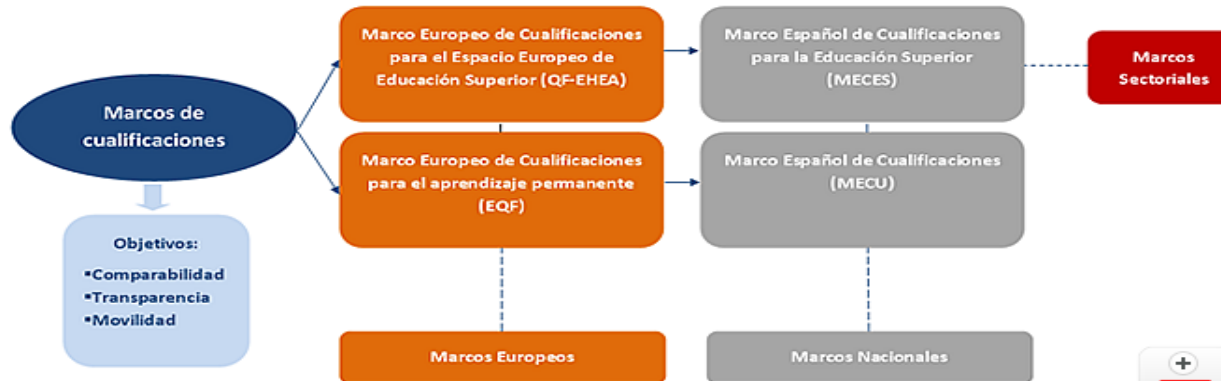 Marcos de
cualificaciones
Objetivos:
▪Comparabilidad
▪Transparencia
▪Movilidad
Marco Europeo de Cualificaciones
para el Espacio Europeo de
Educación Superior (QF-EHEA)
Marco Europeo de Cualificaciones
para el aprendizaje permanente
(EQF)
Marcos Europeos
Marco Español de Cualificaciones
para la Educación Superior
(MECES)
Marco Español de Cualificaciones
(MECU)
Marcos Nacionales
Marcos
Sectoriales